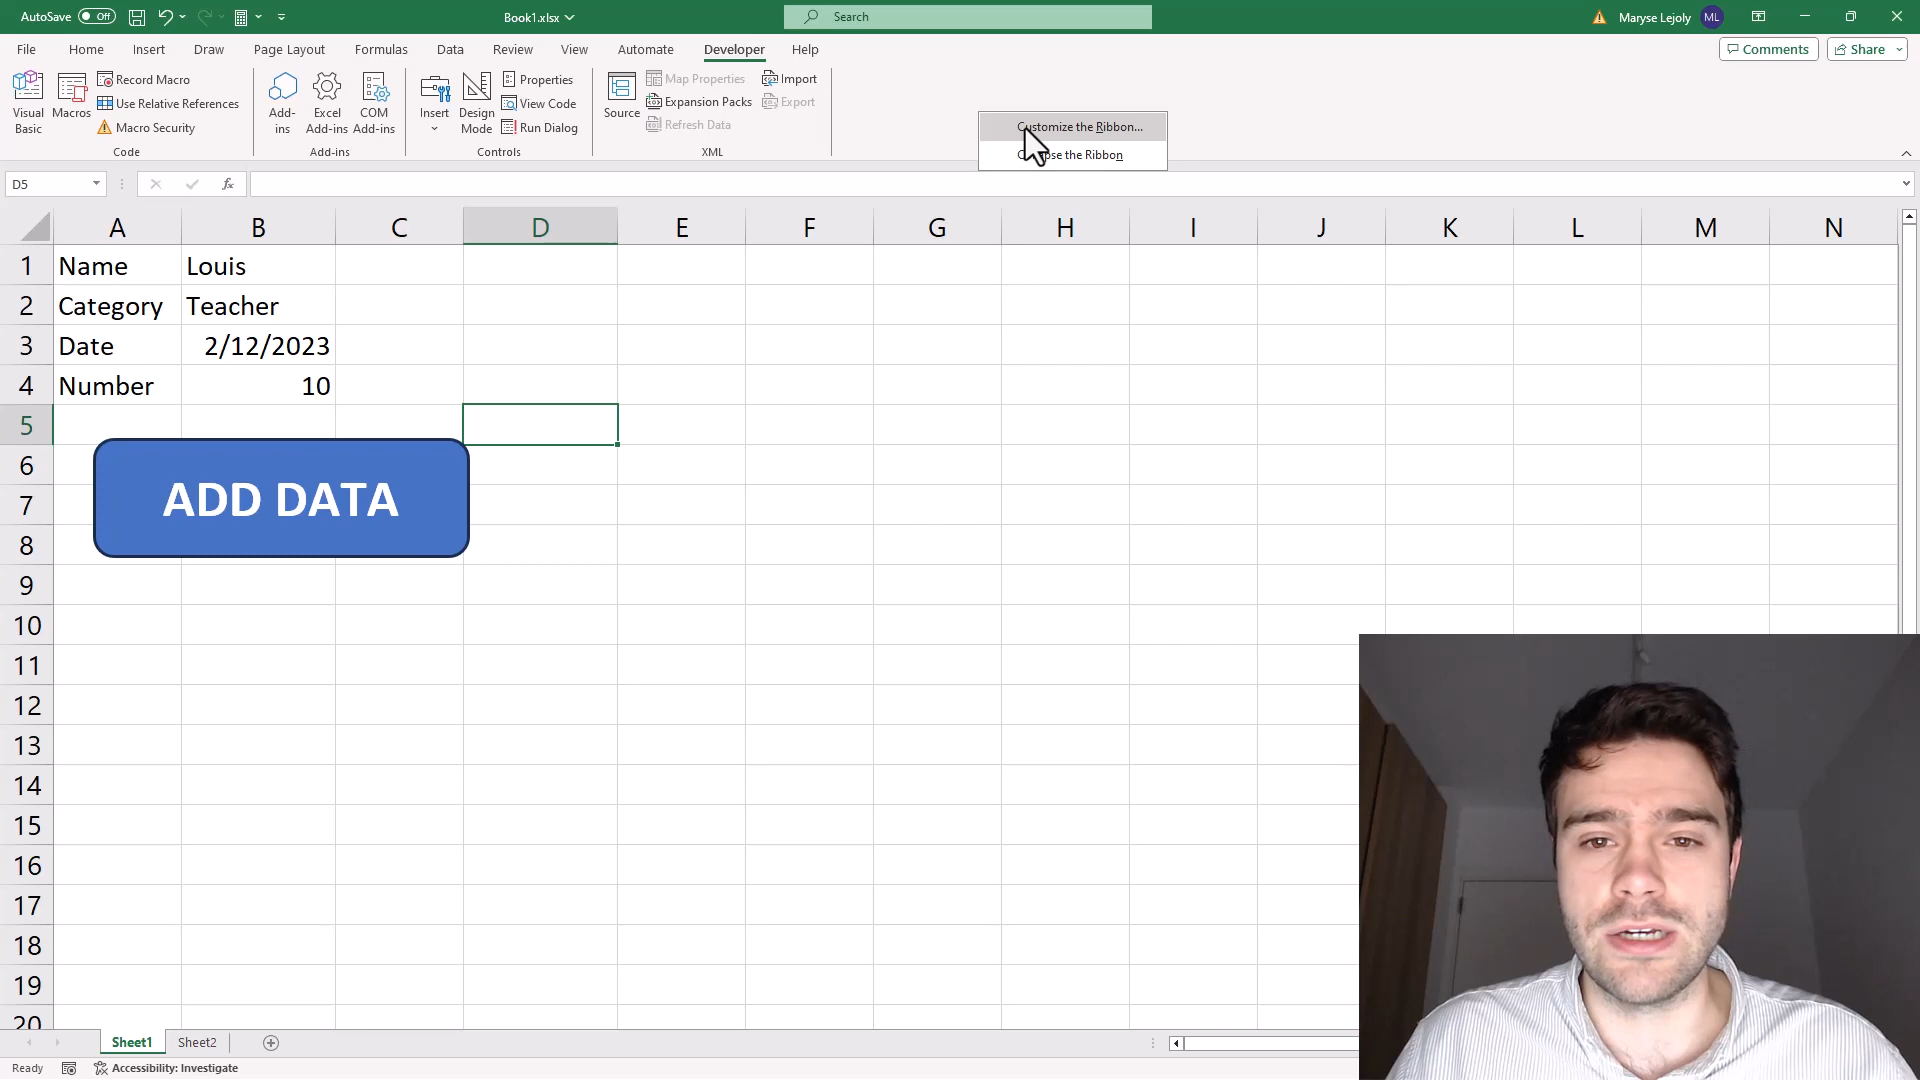 AutoSave Off
Book1.xlsx
Search
Maryse Lejoly ML
File Home Insert Draw Page Layout Formulas Data Review View Automate Developer Help
Comments Share
Visual Basic
Macros
Record Macro
Use Relative References
Macro Security
Code
Add-ins
Excel Add-ins
COM Add-ins
Add-ins
Insert
Design Mode
Properties
View Code
Run Dialog
Controls
Source
Map Properties
Expansion Packs
Refresh Data
Import
Export
XML
Customize the Ribbon...
the Ribbon
D5
fx
A B C D E F G H I J K L M N
1 Name Louis
2 Category Teacher
3 Date 2/12/2023
4 Number 10
5
6
7
8
ADD DATA
9
10
11
12
13
14
15
16
17
18
19
20
Sheet1 Sheet2
Ready Accessibility: Investigate